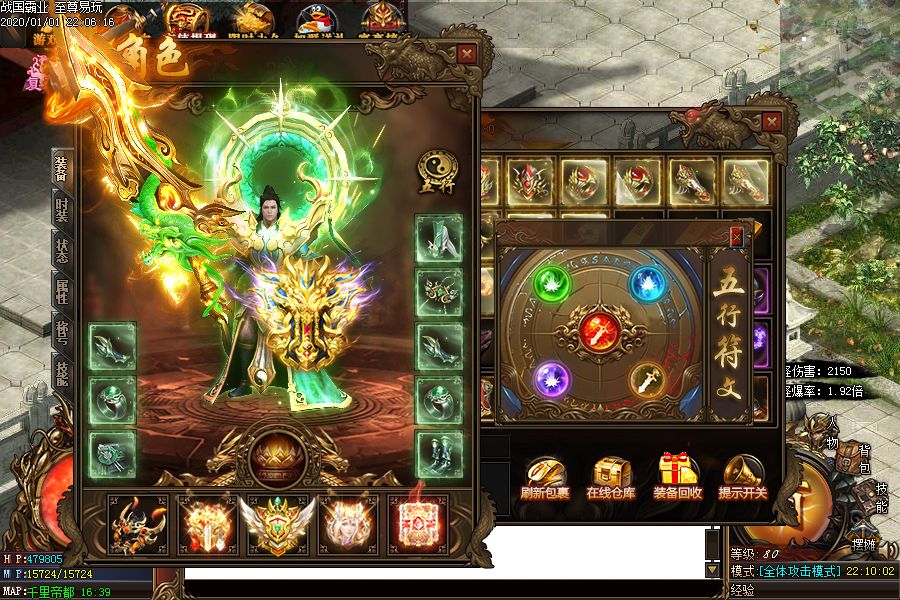 战国霸业 至尊易玩
2020/01/01 22:06:16
角色
装备
时装
状态
属性
称号
技能
五行
五行符文
怪伤害: 2150
怪爆率: 1.92倍
人物
背包
技能
摆摊
刷新包裹
在线仓库
装备回收
提示开关
等级: 80
模式[全体攻击模式] 22:10:02
经验
H P:479805
M P:15724/15724
MAP:千里帝都 16:39